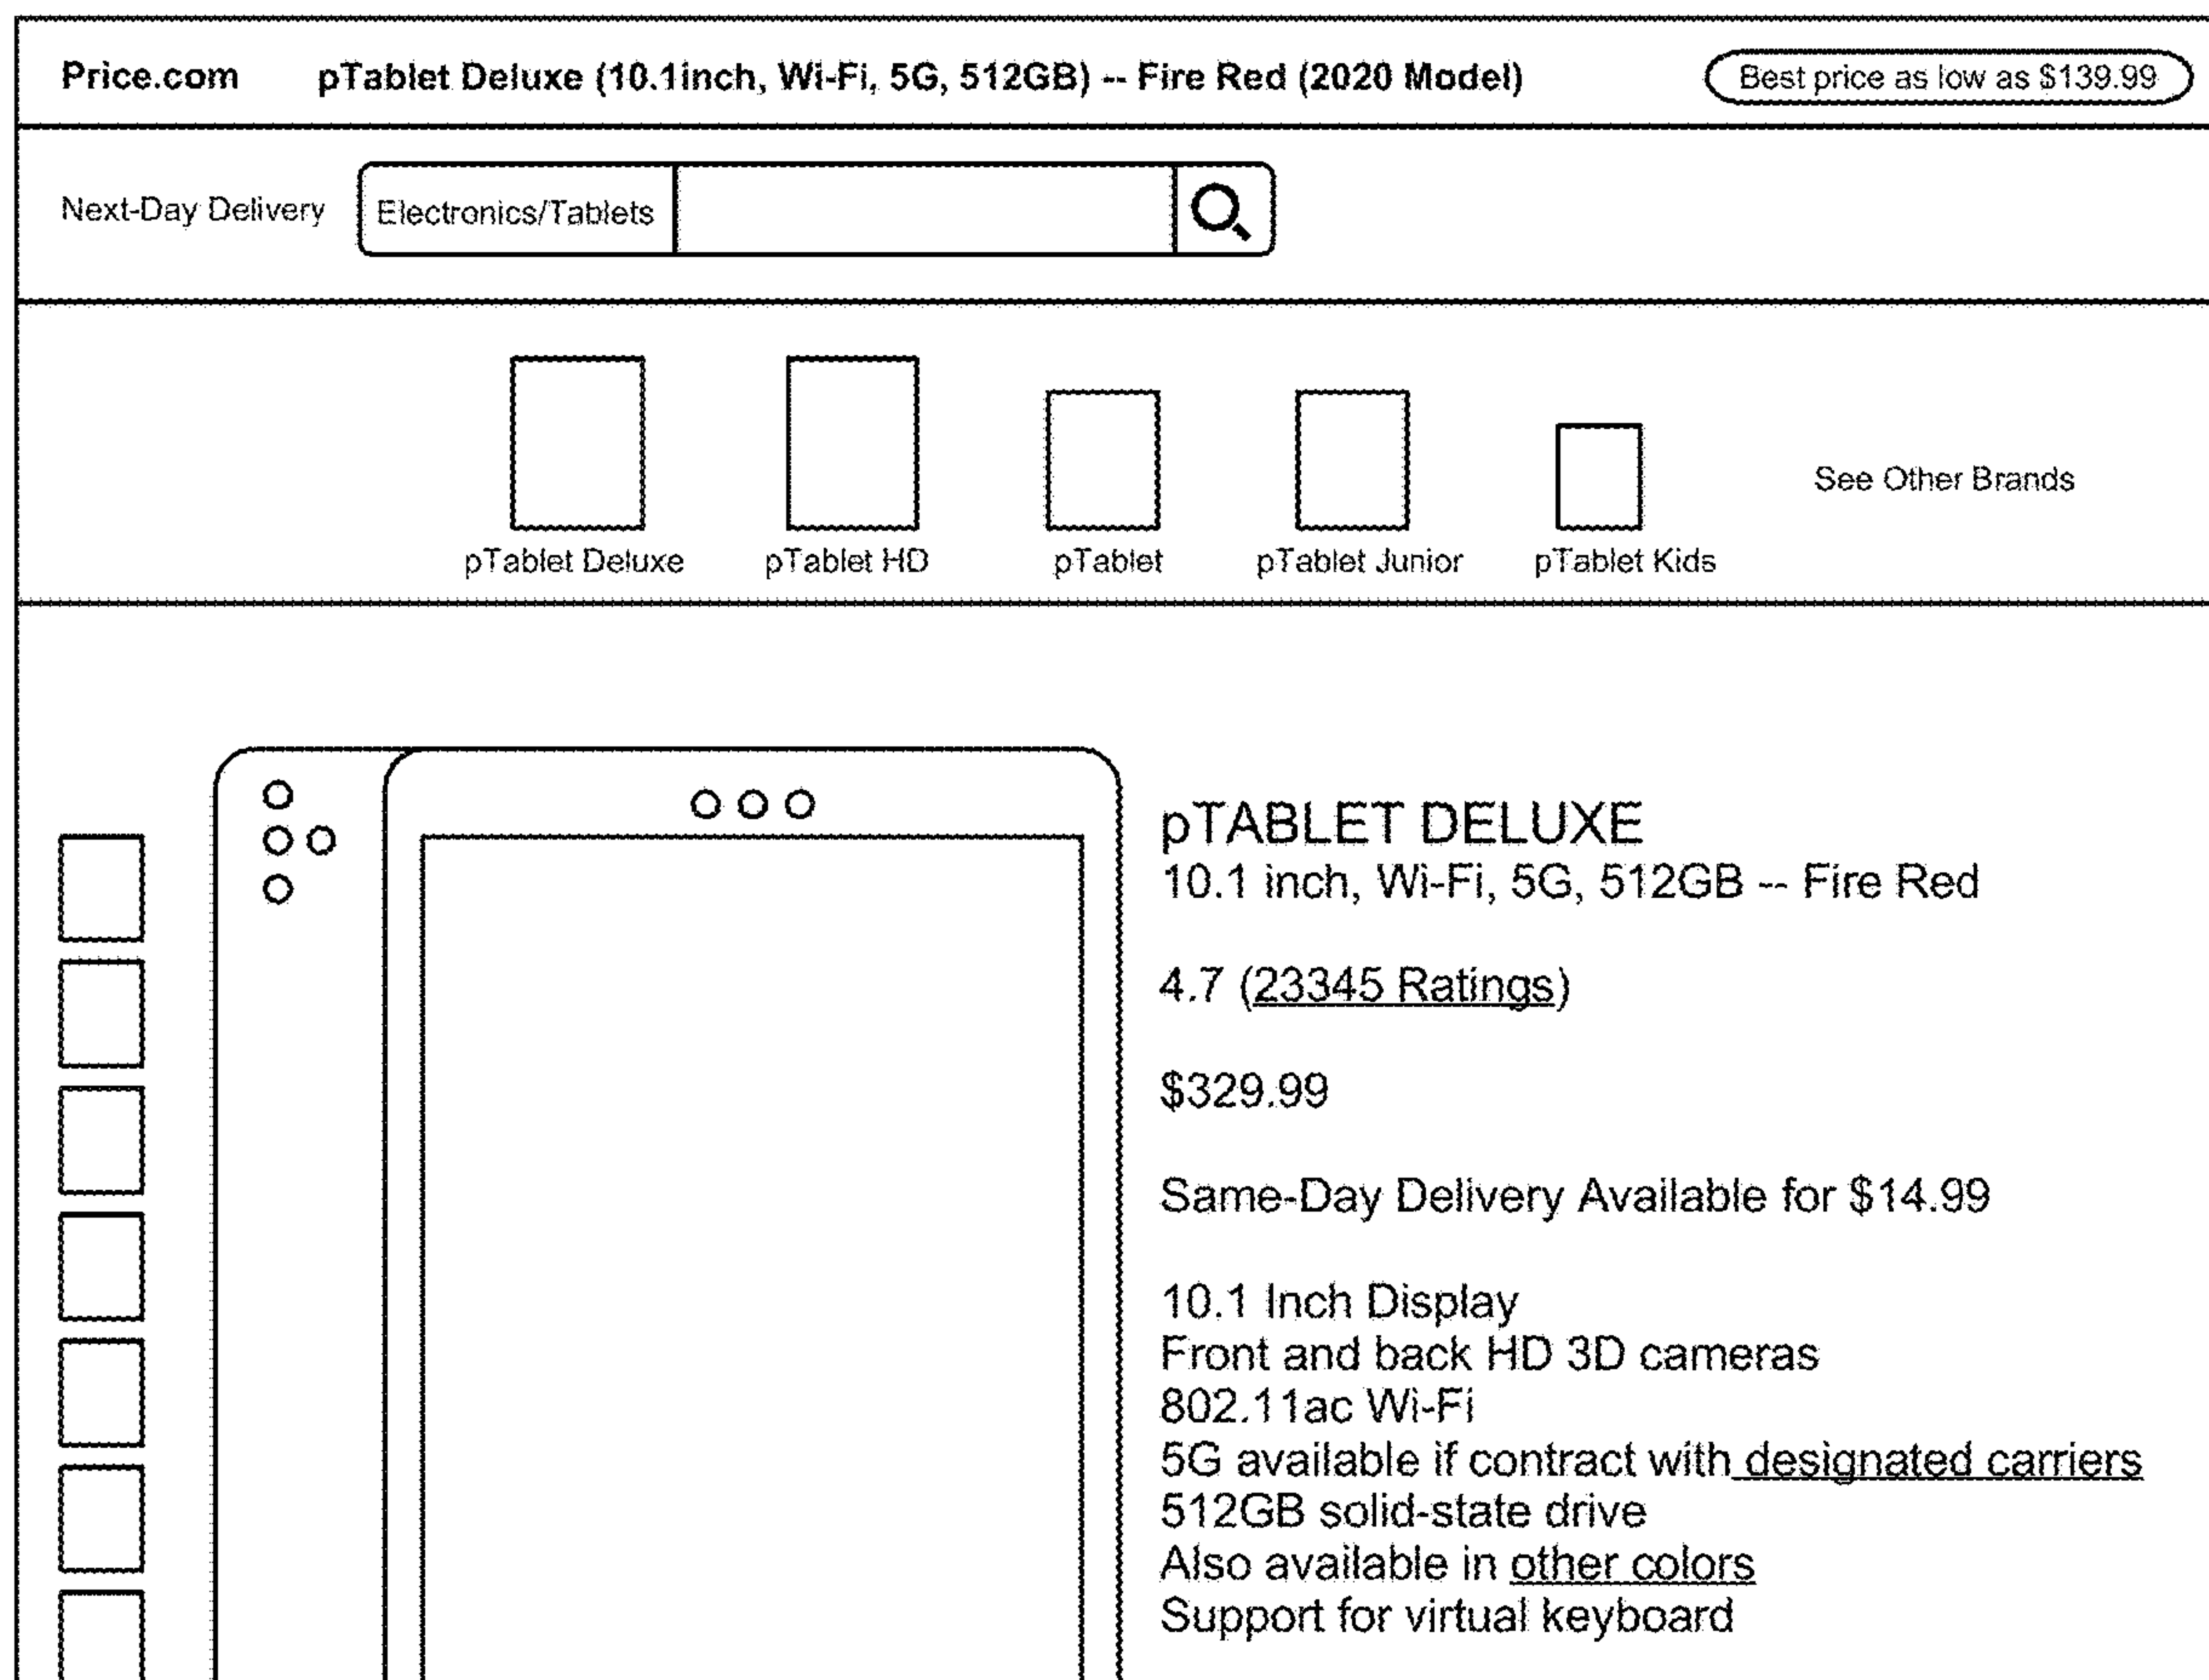 Price.com pTablet Deluxe (10.1inch, Wi-Fi, 5G, 512GB) -- Fire Red (2020 Model) Best price as low as $139.99
Next-Day Delivery Electronics/Tablets
pTablet Deluxe pTablet HD pTablet pTablet Junior pTablet Kids See Other Brands
pTABLET DELUXE
10.1 inch, Wi-Fi, 5G, 512GB -- Fire Red
4.7 (23345 Ratings)
$329.99
Same-Day Delivery Available for $14.99
10.1 Inch Display
Front and back HD 3D cameras
802.11ac Wi-Fi
5G available if contract with designated carriers
512GB solid-state drive
Also available in other colors
Support for virtual keyboard